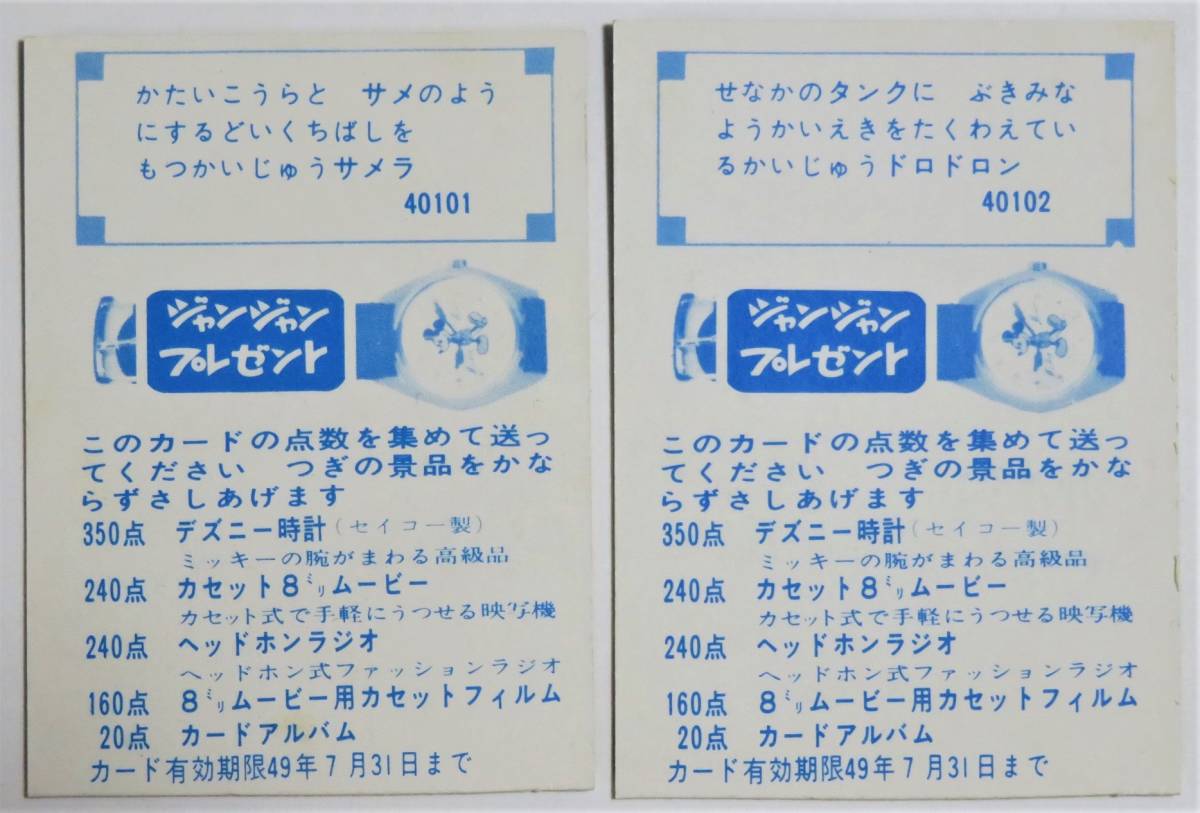 かたいこうらと　サメのよう
にするどいくちばしを
もつかいじゅうサメラ
40101
ジャンジャン
プレゼント
このカードの点数を集めて送っ
てください　つぎの景品をかな
らずさしあげます
350点　デズニー時計(セイコー製)
ミッキーの腕がまわる高級品
240点　カセット8ミリムービー
カセット式で手軽にうつせる映写機
240点　ヘッドホンラジオ
ヘッドホン式ファッションラジオ
160点　8ミリムービー用カセットフィルム
20点　カードアルバム
カード有効期限49年7月31日まで
せなかのタンクに　ぶきみな
ようかいえきをたくわえてい
るかいじゅうドロドロン
40102
ジャンジャン
プレゼント
このカードの点数を集めて送っ
てください　つぎの景品をかな
らずさしあげます
350点　デズニー時計(セイコー製)
ミッキーの腕がまわる高級品
240点　カセット8ミリムービー
カセット式で手軽にうつせる映写機
240点　ヘッドホンラジオ
ヘッドホン式ファッションラジオ
160点　8ミリムービー用カセットフィルム
20点　カードアルバム
カード有効期限49年7月31日まで